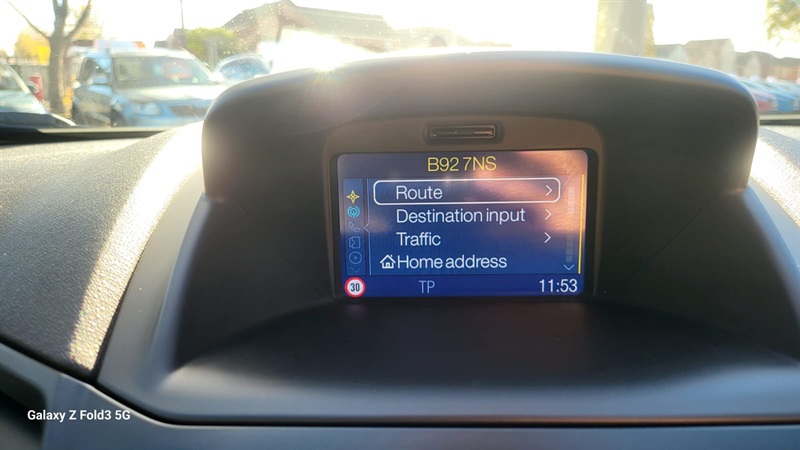 B92 7NS
Route
Destination input
Traffic
Home address
30
TP
11:53
Galaxy Z Fold3 5G